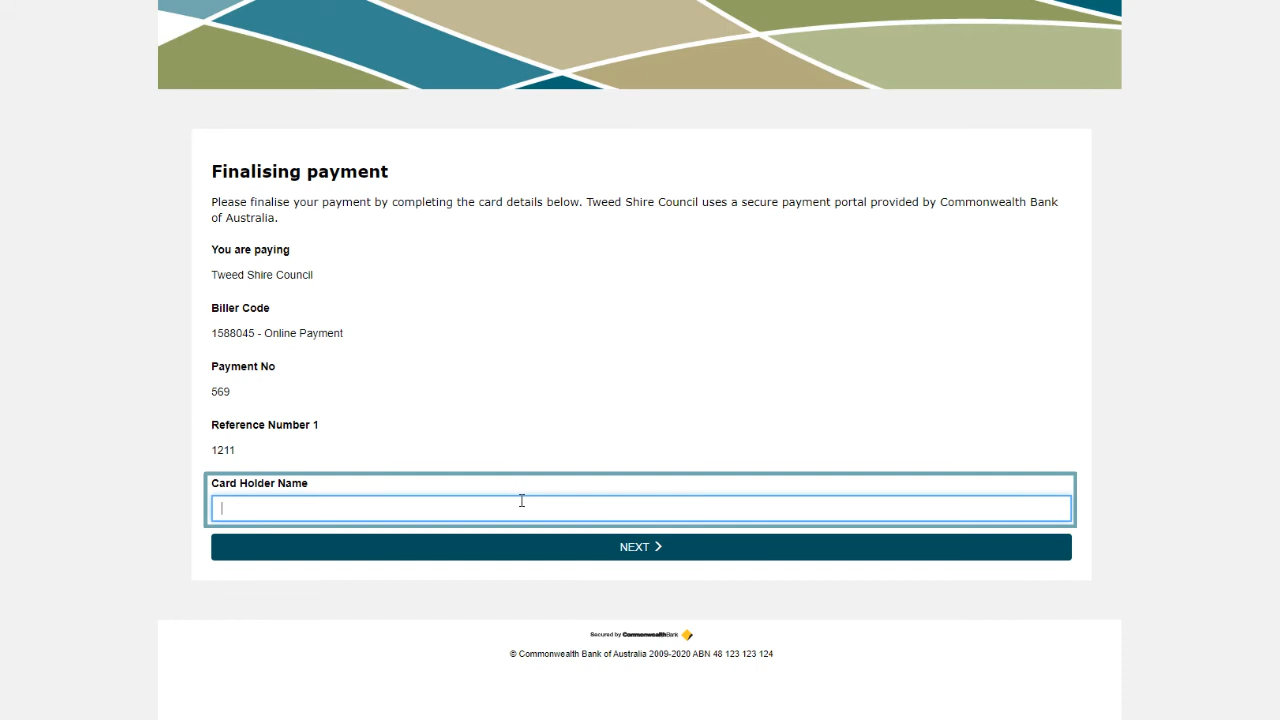 Finalising payment
Please finalise your payment by completing the card details below. Tweed Shire Council uses a secure payment portal provided by Commonwealth Bank
of Australia.
You are paying
Tweed Shire Council
Biller Code
1588045 - Online Payment
Payment No
569
Reference Number 1
1211
Card Holder Name
NEXT
Secured by CommonwealthBank
© Commonwealth Bank of Australia 2009-2020 ABN 48 123 123 124